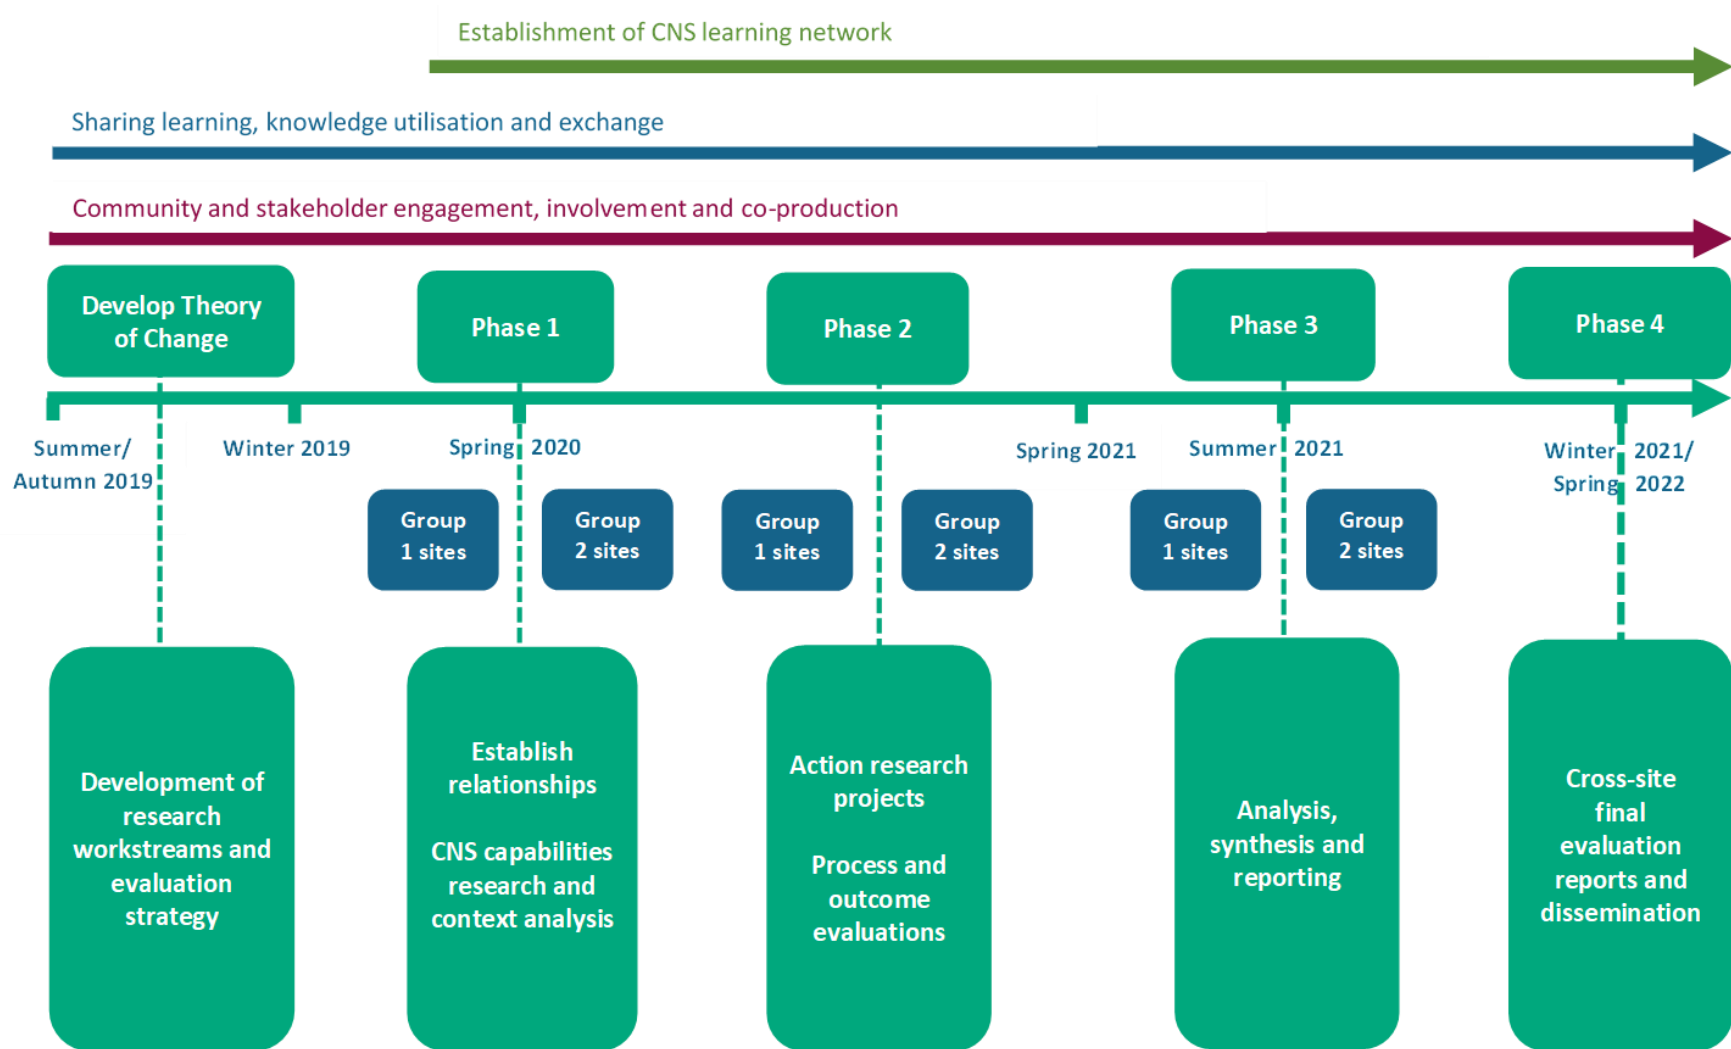 Establishment of CNS learning network
Sharing learning, knowledge utilisation and exchange
Community and stakeholder engagement, involvement and co-production
Develop Theory
of Change
Phase 1
Phase 2
Phase 3
Phase 4
Summer/
Autumn 2019
Winter 2019
Spring 2020
Spring 2021
Summer 2021
Winter 2021/
Spring 2022
Group
1 sites
Group
2 sites
Group
1 sites
Group
2 sites
Group
1 sites
Group
2 sites
Development of
research
workstreams and
evaluation
strategy
Establish
relationships
CNS capabilities
research and
context analysis
Action research
projects
Process and
outcome
evaluations
Analysis,
synthesis and
reporting
Cross-site
final
evaluation
reports and
dissemination